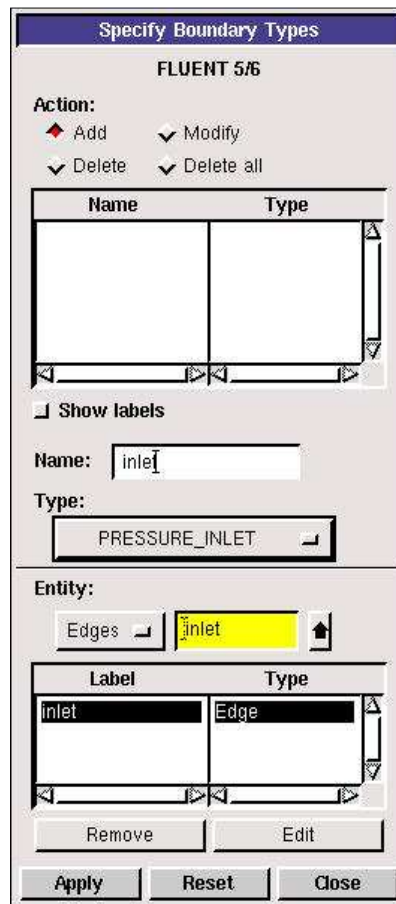 Specify Boundary Types
FLUENT 5/6
Action:
Add Modify
Delete Delete all
Name Type
Show labels
Name: inlet
Type:
PRESSURE_INLET
Entity:
Edges inlet
Label Type
inlet Edge
Remove Edit
Apply Reset Close